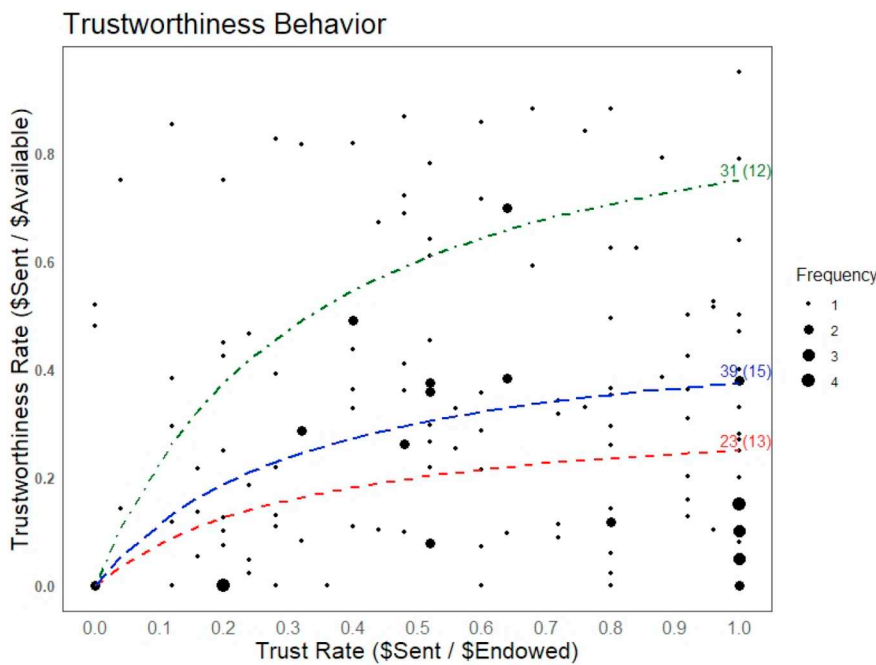 Trustworthiness Behavior
Trustworthiness Rate ($Sent / $Available)
0.8
0.6
0.4
0.2
0.0
31 (12)
39 (15)
23 (13)
0.0 0.1 0.2 0.3 0.4 0.5 0.6 0.7 0.8 0.9 1.0
Trust Rate ($Sent / $Endowed)
Frequency
1
2
3
4